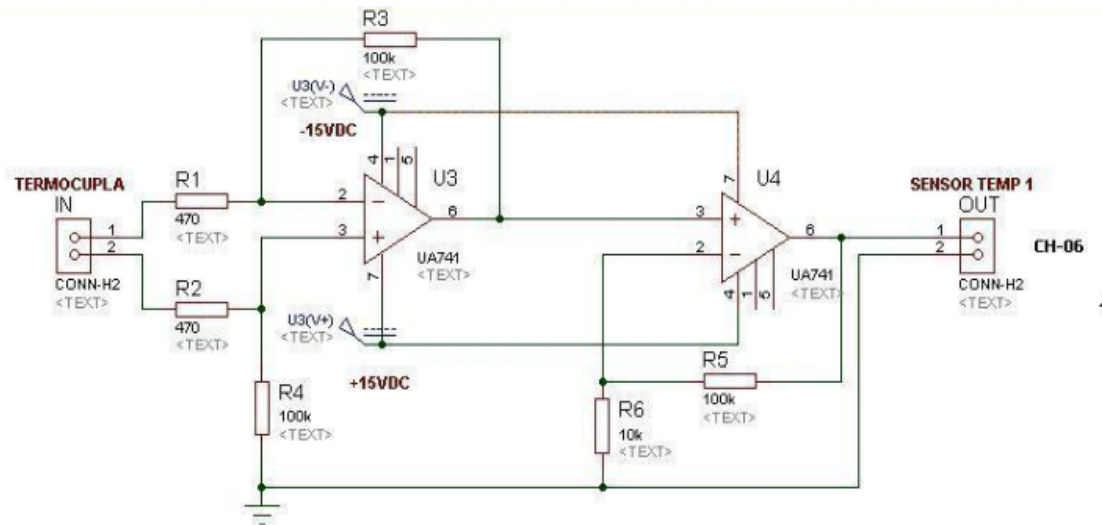 R3
100k
<TEXT>
U3(V-)
<TEXT>
-15VDC
4
1
5
U3
TERMOCUPLA
IN
1
2
CONN-H2
<TEXT>
R1
470
<TEXT>
2
3
6
7
UA741
<TEXT>
R2
470
<TEXT>
U3(V+)
<TEXT>
+15VDC
R4
100k
<TEXT>
7
U4
3
2
6
4
1
5
UA741
<TEXT>
SENSOR TEMP 1
OUT
1
2
CONN-H2
<TEXT>
CH-06
R5
100k
<TEXT>
R6
10k
<TEXT>